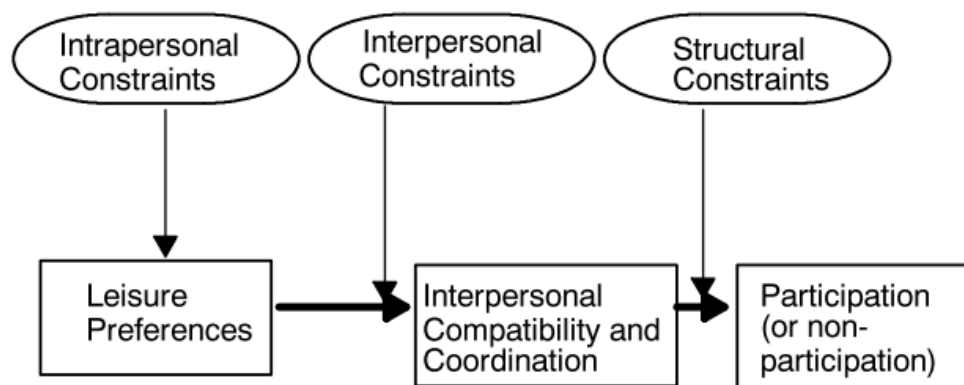 Intrapersonal
Constraints
Interpersonal
Constraints
Structural
Constraints
Leisure
Preferences
Interpersonal
Compatibility and
Coordination
Participation
(or non-
participation)